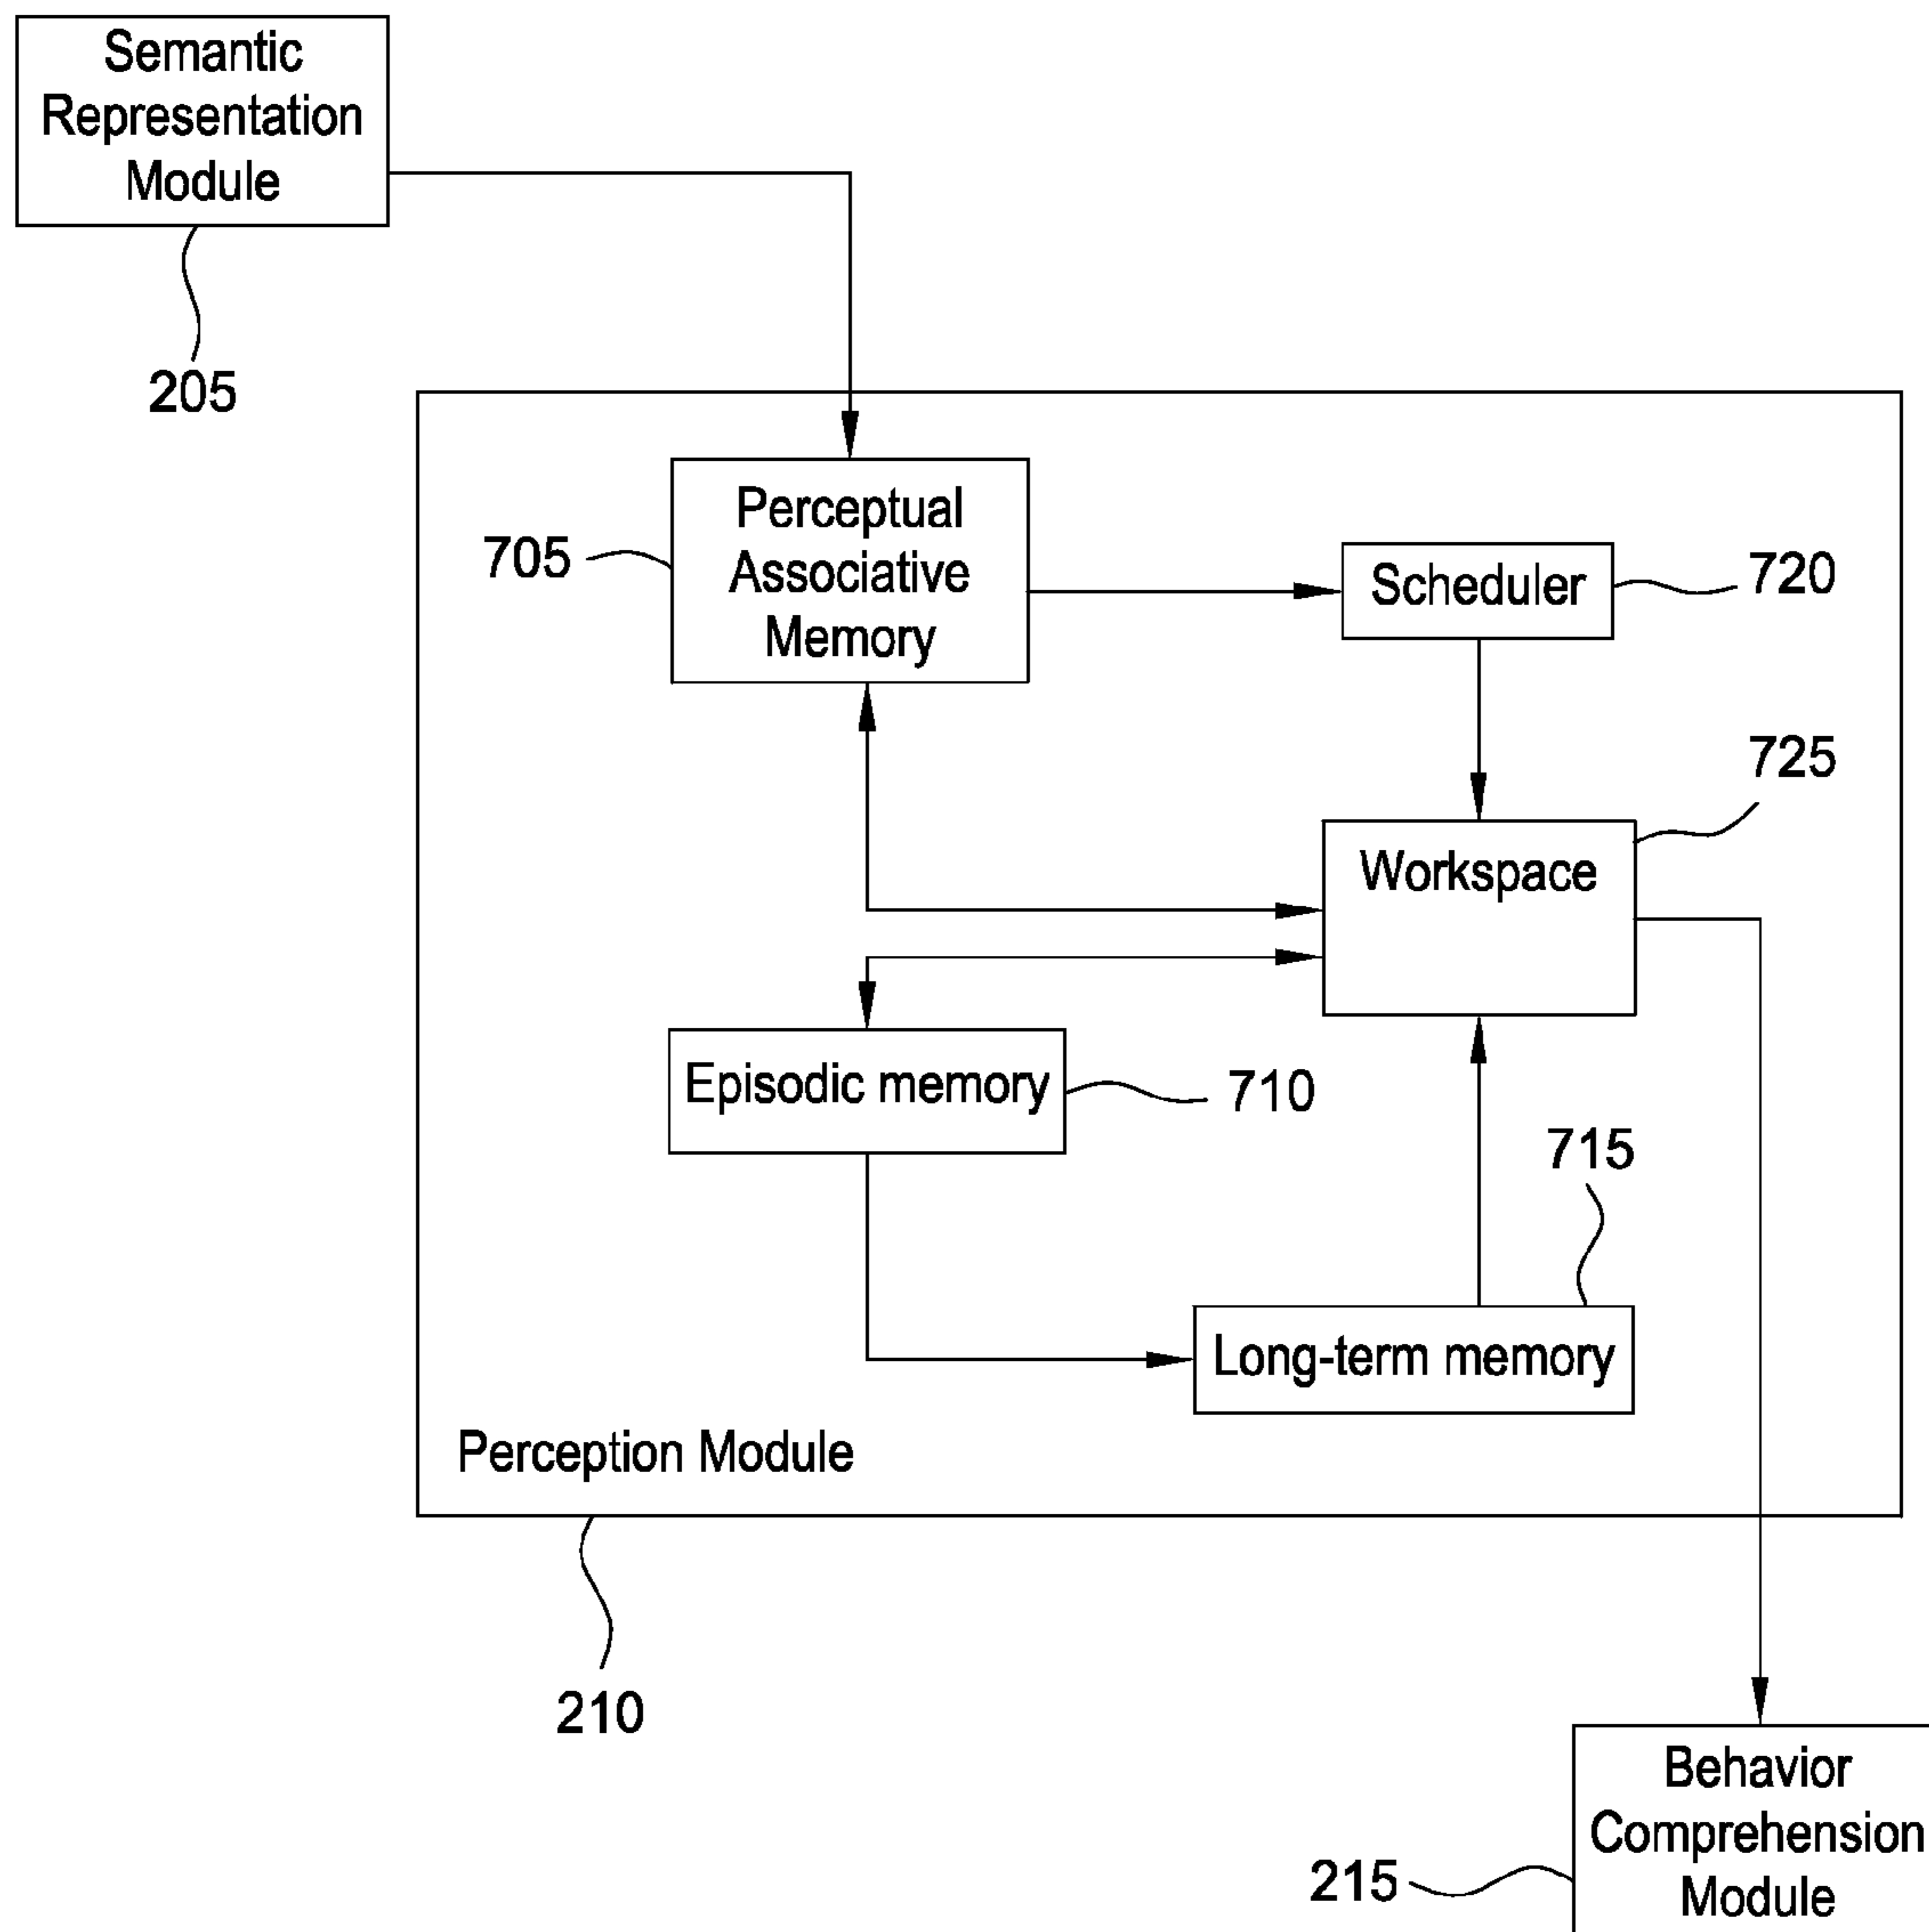 Semantic
Representation
Module
205
Perceptual
Associative
Memory
705
Scheduler
720
725
Workspace
Episodic memory
710
715
Long-term memory
Perception Module
210
Behavior
Comprehension
Module
215